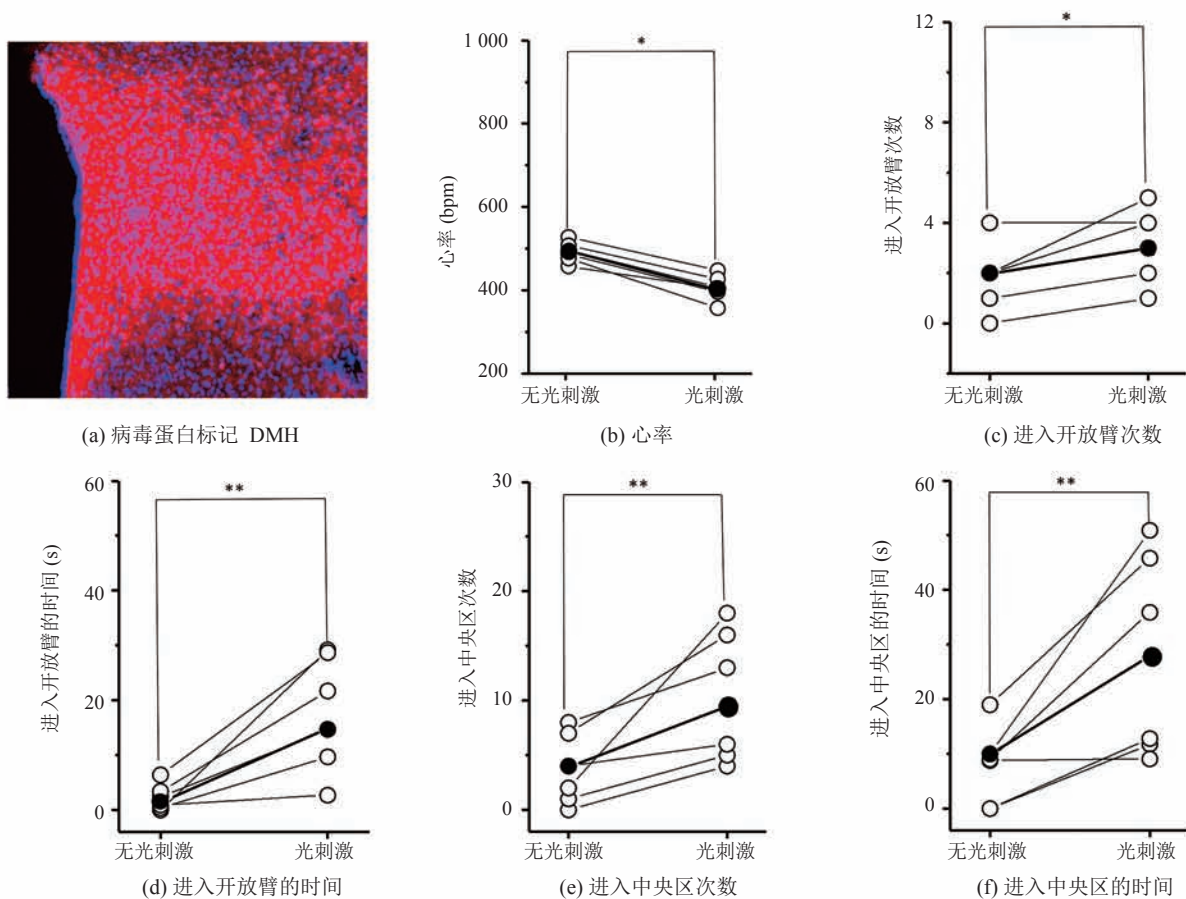 1 000
800
600
400
200
心率 (bpm)
*
无光刺激
光刺激
12
8
4
0
进入开放臂次数
*
无光刺激
光刺激
(a) 病毒蛋白标记 DMH
(b) 心率
(c) 进入开放臂次数
60
40
20
0
进入开放臂的时间 (s)
**
无光刺激
光刺激
30
20
10
0
进入中央区次数
**
无光刺激
光刺激
60
40
20
0
进入中央区的时间 (s)
**
无光刺激
光刺激
(d) 进入开放臂的时间
(e) 进入中央区次数
(f) 进入中央区的时间